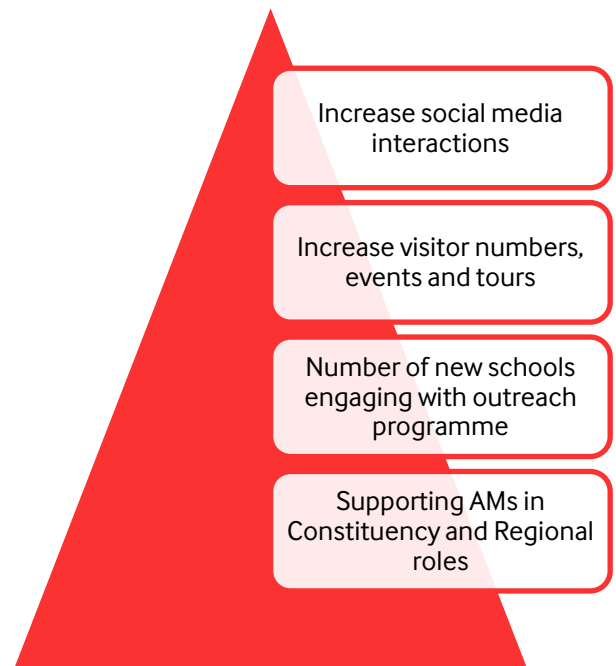 Increase social media
interactions
Increase visitor numbers,
events and tours
Number of new schools
engaging with outreach
programme
Supporting AMs in
Constituency and Regional
roles